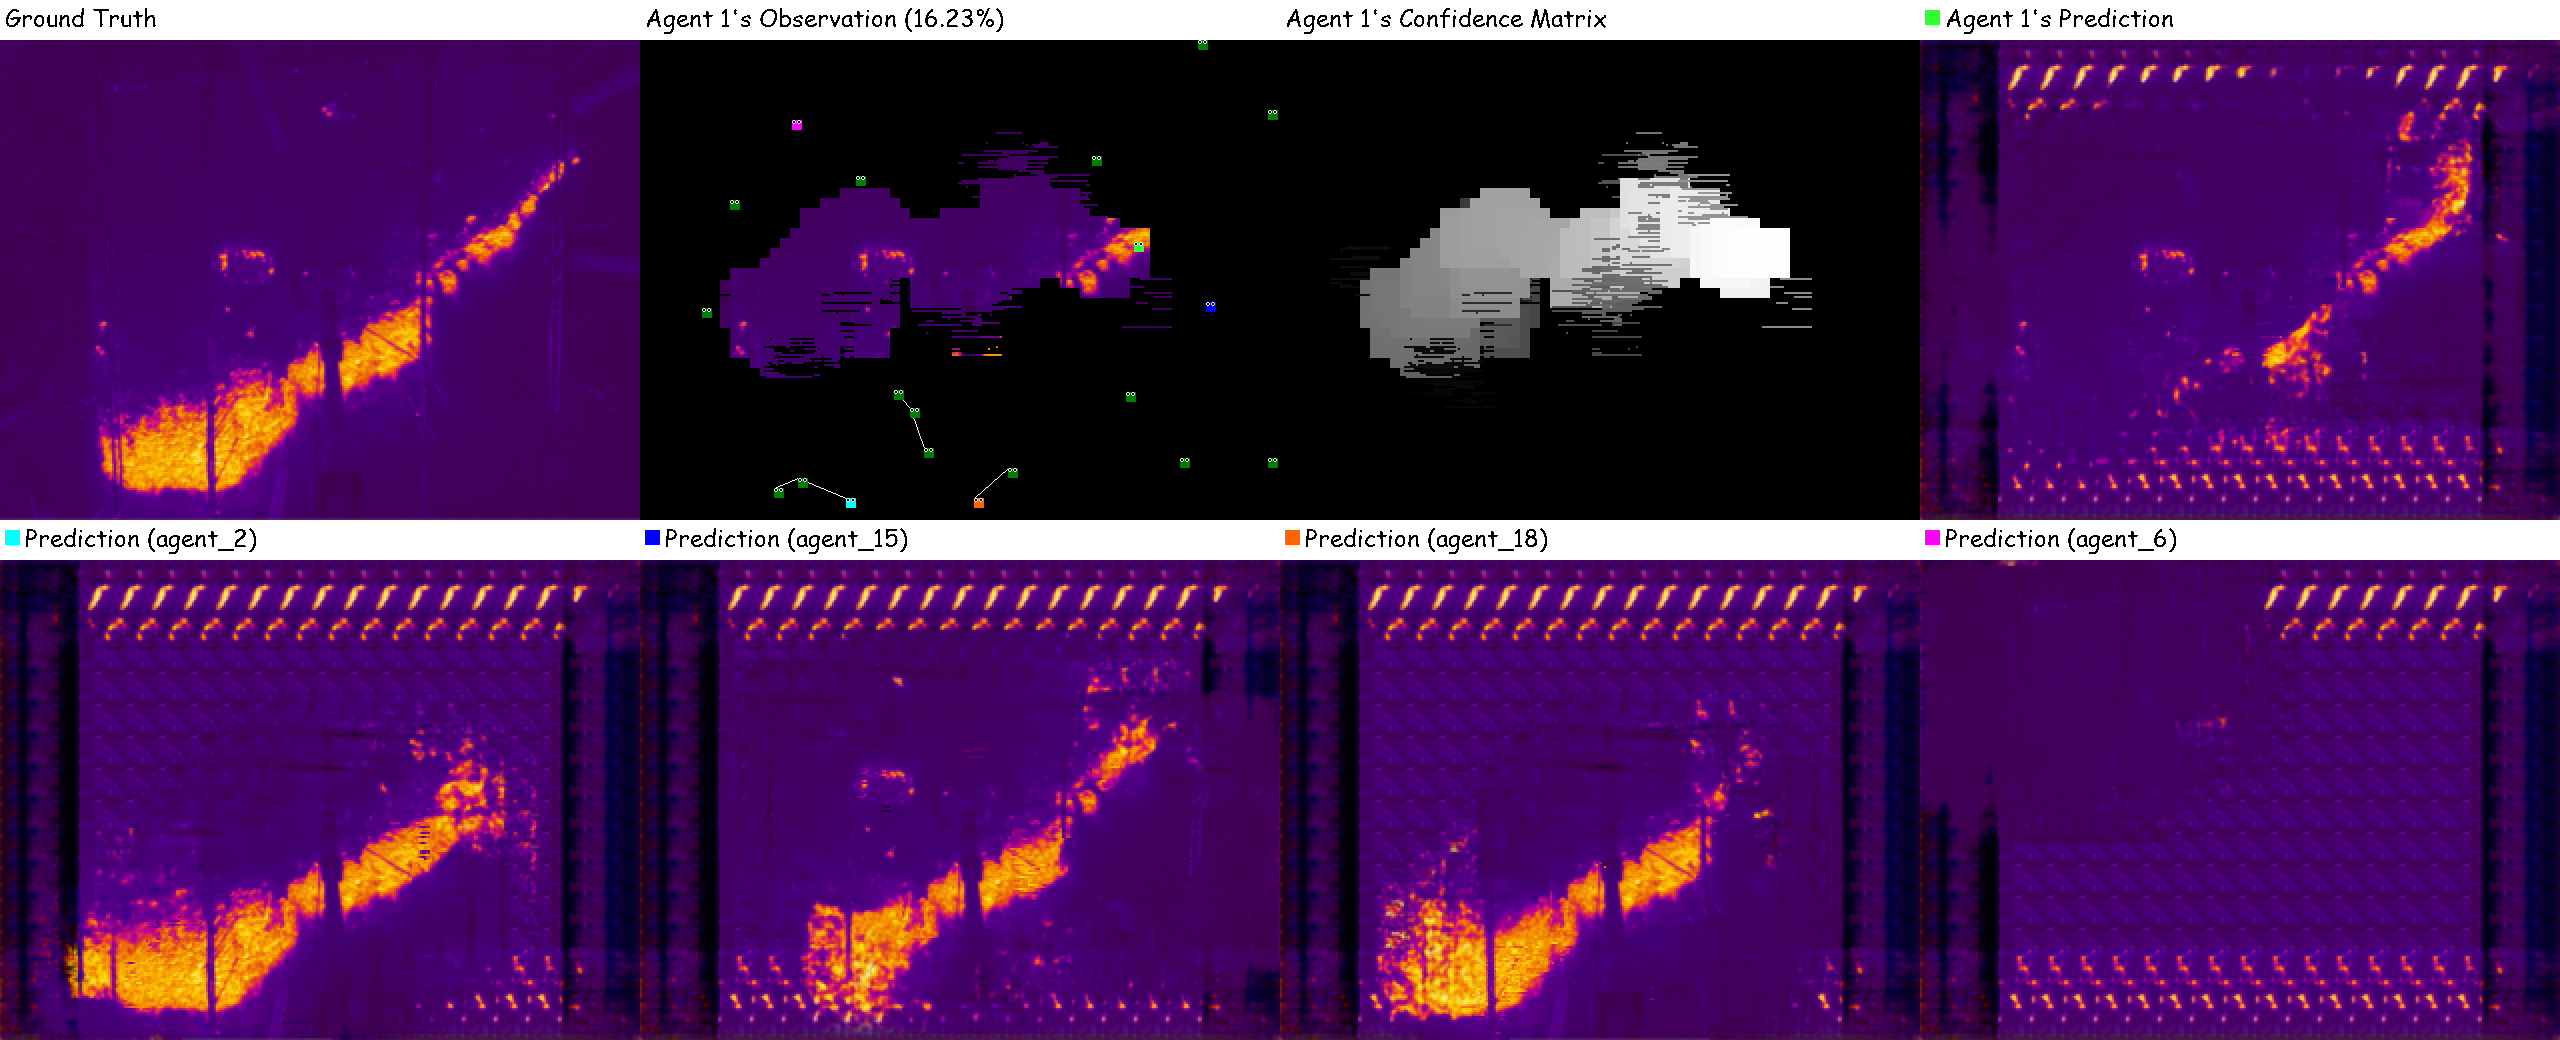 Ground Truth
Agent 1's Observation (16.23%)
Agent 1's Confidence Matrix
Agent 1's Prediction
Prediction (agent_2)
Prediction (agent_15)
Prediction (agent_18)
Prediction (agent_6)